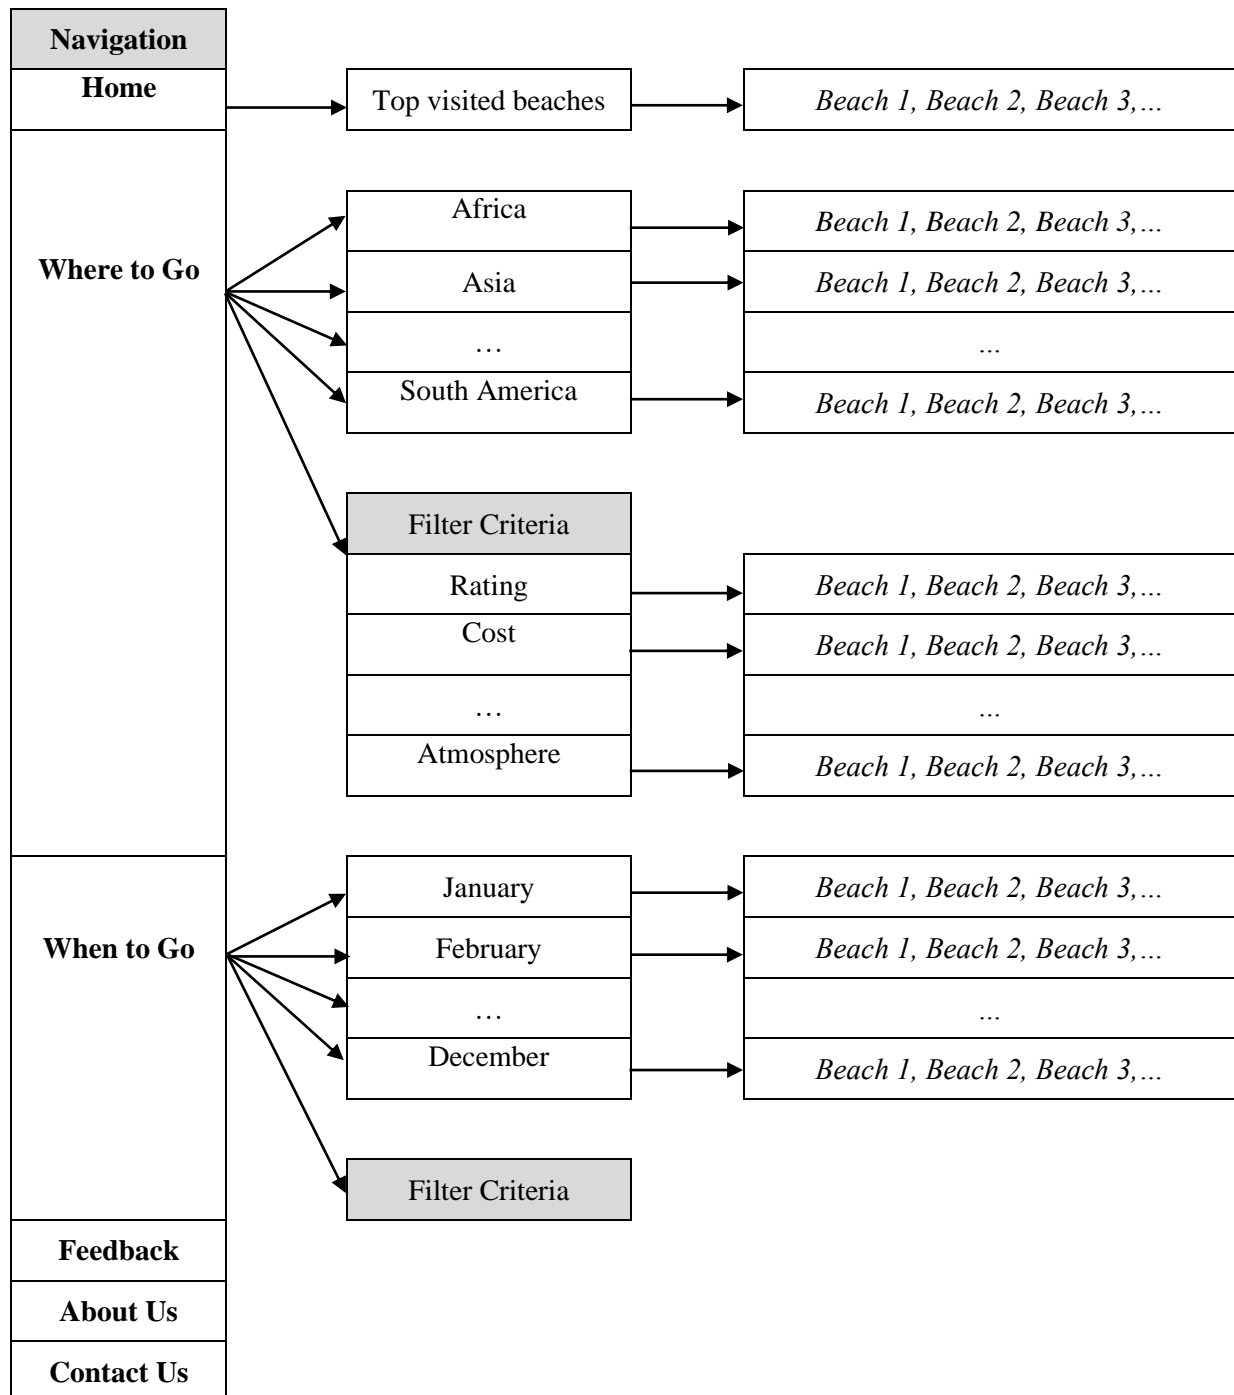 Navigation
Home
Top visited beaches
Beach 1, Beach 2, Beach 3,...
Where to Go
Africa
Beach 1, Beach 2, Beach 3,...
Asia
Beach 1, Beach 2, Beach 3,...
...
...
South America
Beach 1, Beach 2, Beach 3,...
Filter Criteria
Rating
Beach 1, Beach 2, Beach 3,...
Cost
Beach 1, Beach 2, Beach 3,...
...
...
Atmosphere
Beach 1, Beach 2, Beach 3,...
When to Go
January
Beach 1, Beach 2, Beach 3,...
February
Beach 1, Beach 2, Beach 3,...
...
...
December
Beach 1, Beach 2, Beach 3,...
Filter Criteria
Feedback
About Us
Contact Us